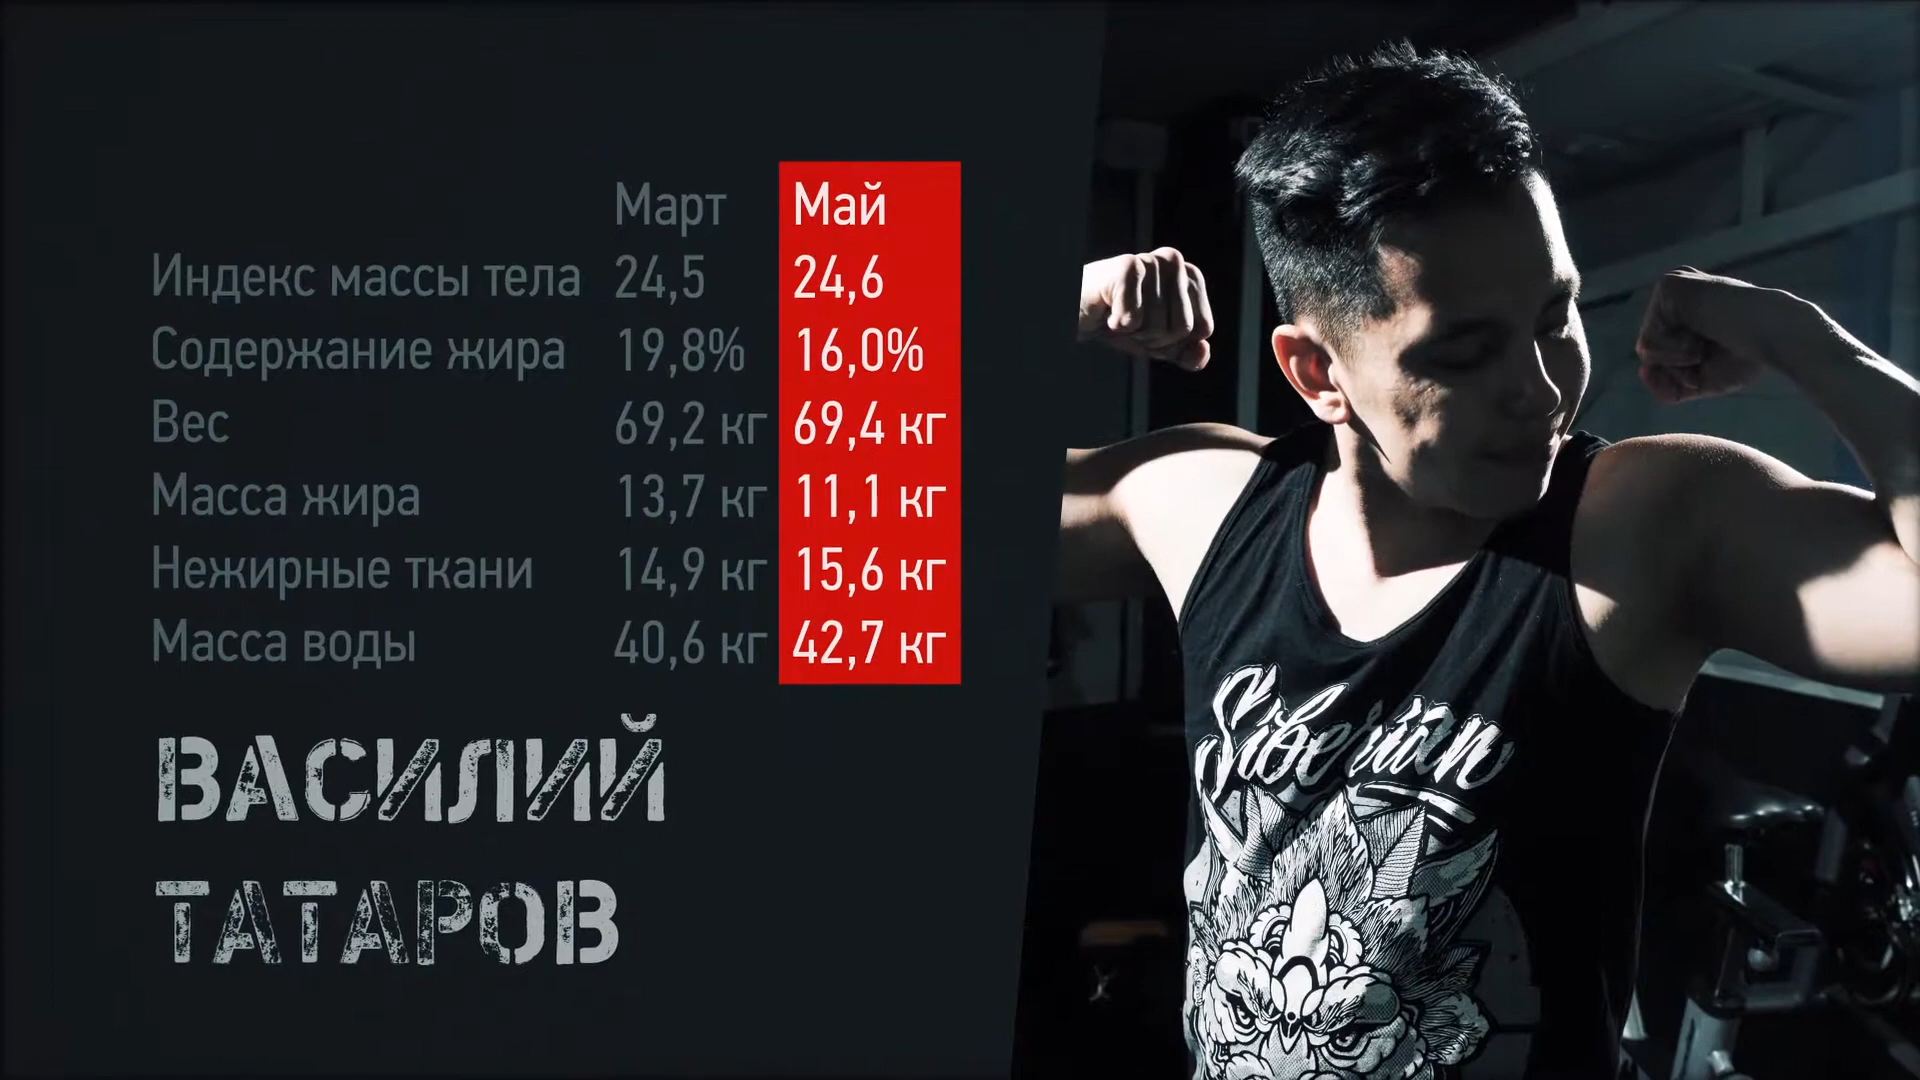 Март Май
Индекс массы тела 24,5 24,6
Содержание жира 19,8% 16,0%
Вес 69,2 кг 69,4 кг
Масса жира 13,7 кг 11,1 кг
Нежирные ткани 14,9 кг 15,6 кг
Масса воды 40,6 кг 42,7 кг
ВАСИЛИЙ
ТАТАРОВ
Siberian